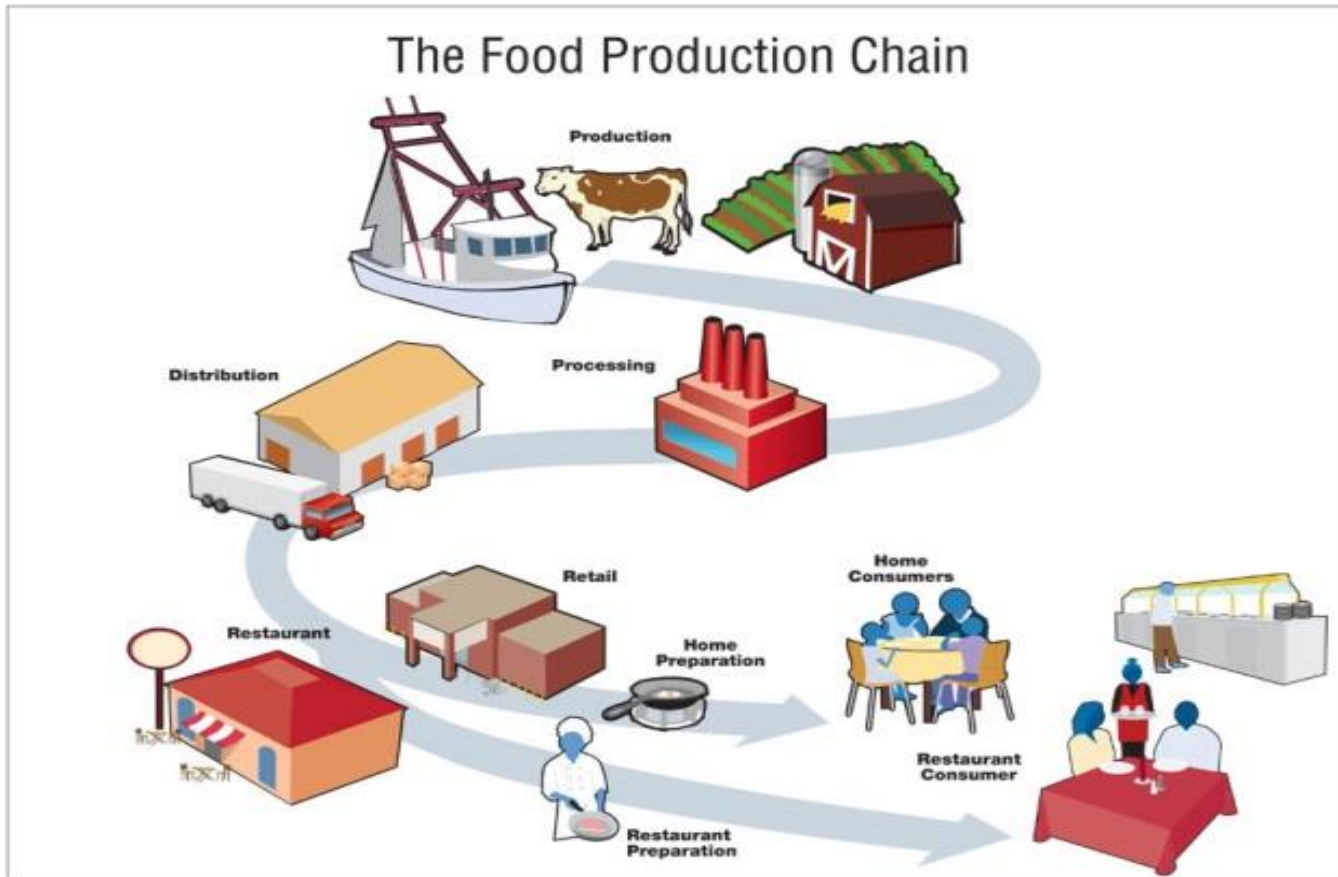 The Food Production Chain
Production
Processing
Distribution
Retail
Home
Consumers
Restaurant
Home
Preparation
Restaurant
Consumer
Restaurant
Preparation